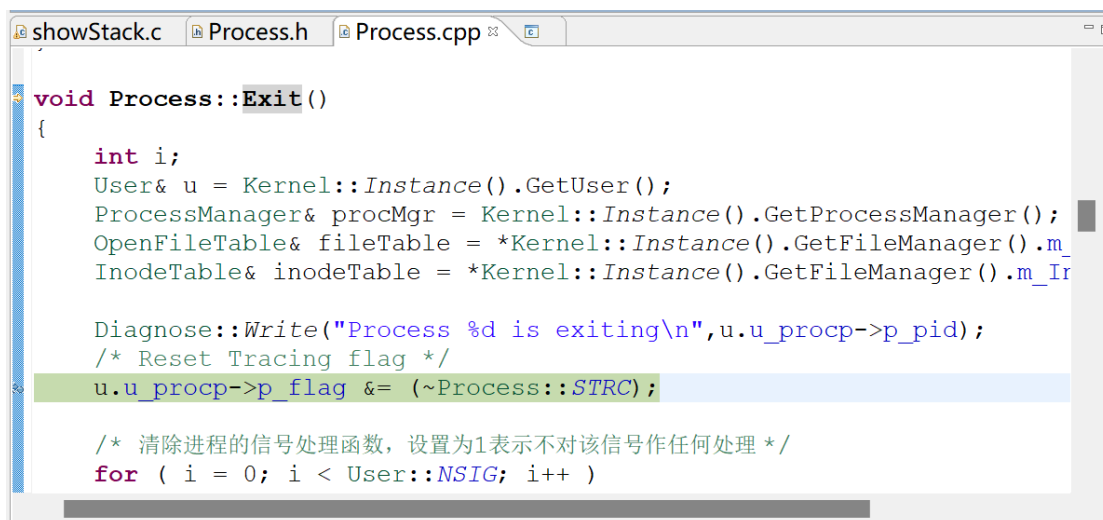 showStack.c Process.h Process.cpp
void Process::Exit()
{
int i;
User& u = Kernel::Instance().GetUser();
ProcessManager& procMgr = Kernel::Instance().GetProcessManager();
OpenFileTable& fileTable = *Kernel::Instance().GetFileManager().m_
InodeTable& inodeTable = *Kernel::Instance().GetFileManager().m_In
Diagnose::Write("Process %d is exiting\n",u.u_procp->p_pid);
/* Reset Tracing flag */
u.u_procp->p_flag &= (~Process::STRC);
/* 清除进程的信号处理函数，设置为1表示不对该信号作任何处理 */
for ( i = 0; i < User::NSIG; i++ )